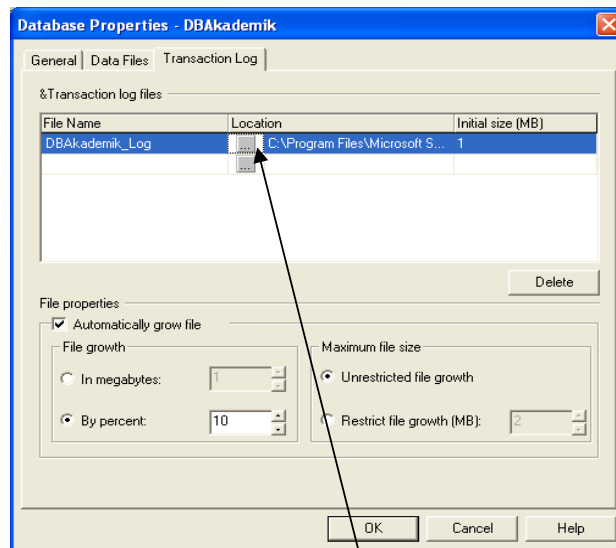 Database Properties - DBAkademik
General Data Files Transaction Log
&Transaction log files
File Name Location Initial size (MB)
DBAkademik_Log ... C:\Program Files\Microsoft S... 1
...
Delete
File properties
Automatically grow file
File growth Maximum file size
In megabytes: 1 Unrestricted file growth
By percent: 10 Restrict file growth (MB): 2
OK Cancel Help